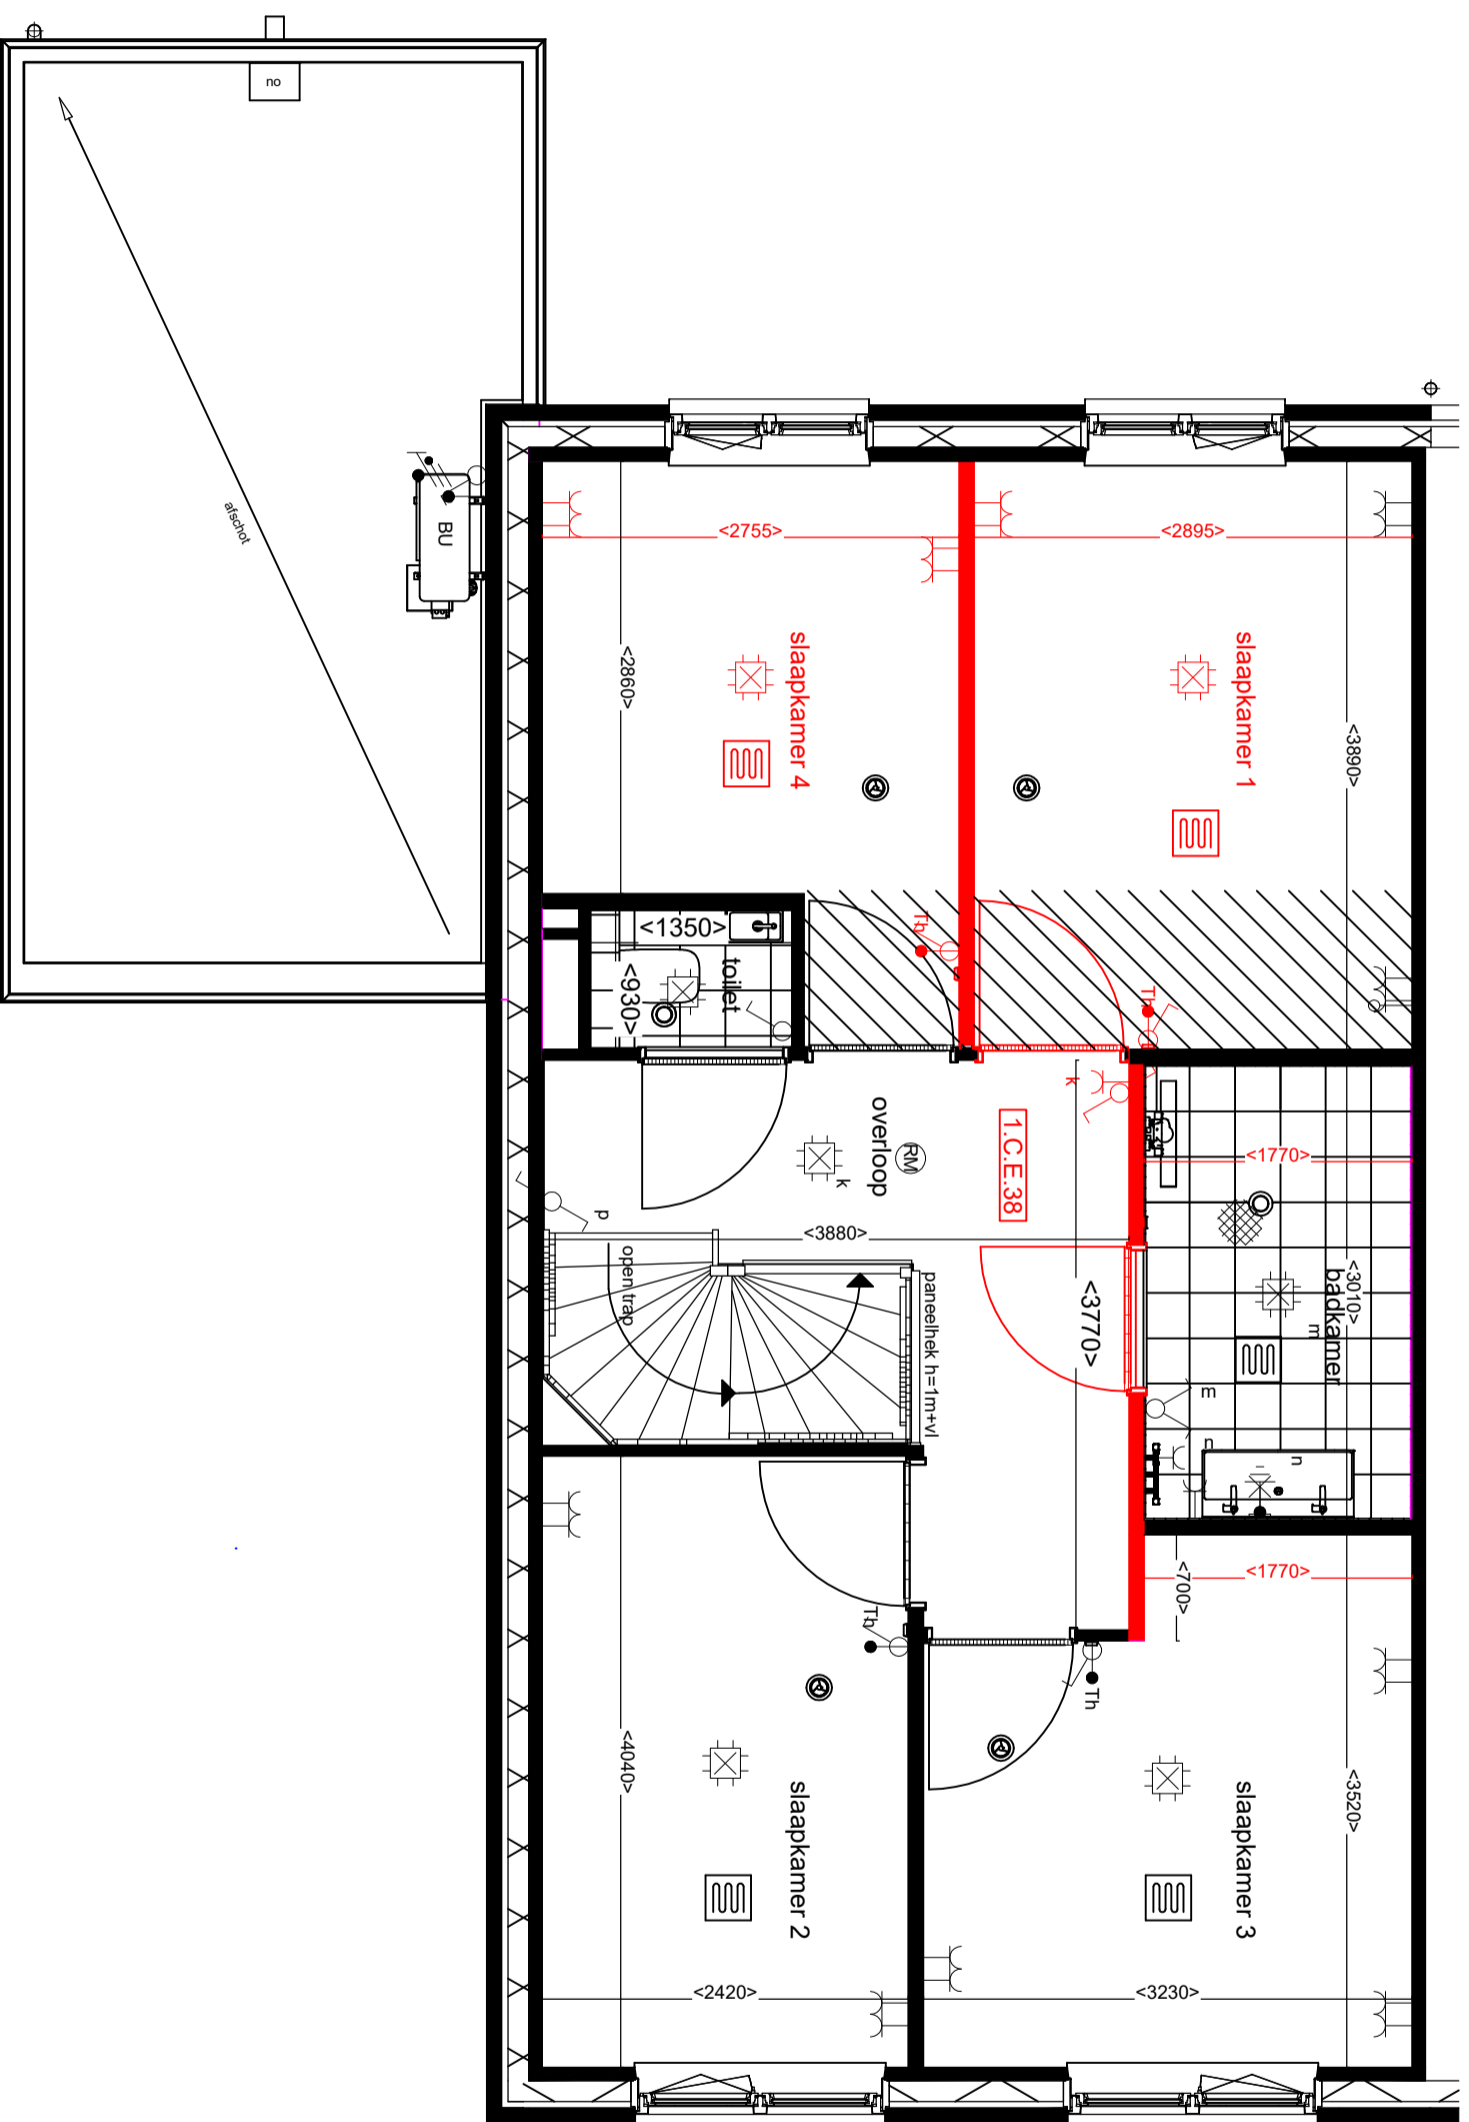 no
afschot
BU
<2755>
<2895>
<2860>
<3890>
slaapkamer 4
slaapkamer 1
Th
Th
<1350>
<930>
toilet
k
overloop
RM
k
1.C.E.38
<1770>
p
<3880>
open trap
paneelhek h=1m+vl
<3770>
<3010>
badkamer
m
m
n
n
<1770>
<700>
Th
Th
<4040>
<3520>
slaapkamer 2
slaapkamer 3
<2420>
<3230>